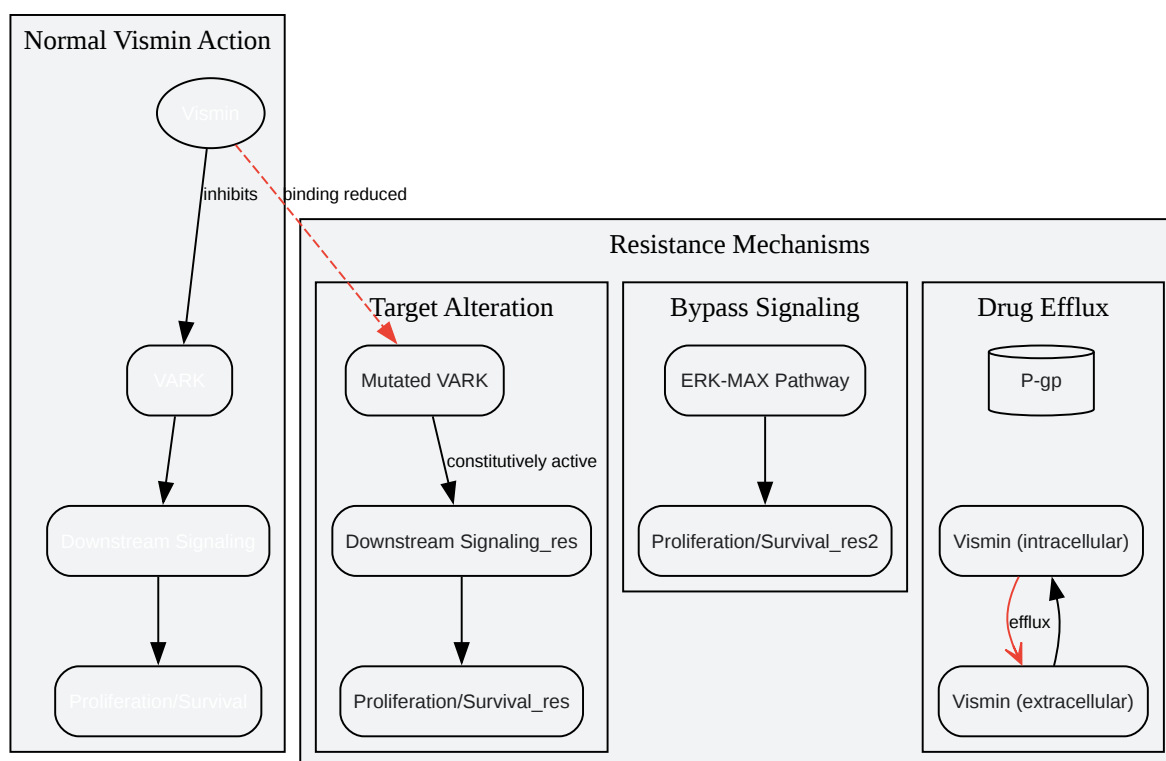 Normal Vismin Action
Vismin
inhibits
binding reduced
VARK
Downstream Signaling
Proliferation/Survival
Resistance Mechanisms
Target Alteration
Mutated VARK
constitutively active
Downstream Signaling_res
Proliferation/Survival_res
Bypass Signaling
ERK-MAX Pathway
Proliferation/Survival_res2
Drug Efflux
P-gp
Vismin (intracellular)
efflux
Vismin (extracellular)